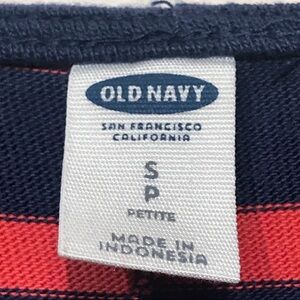 OLD NAVY
SAN FRANCISCO
CALIFORNIA
S
P
PETITE
MADE IN
INDONESIA